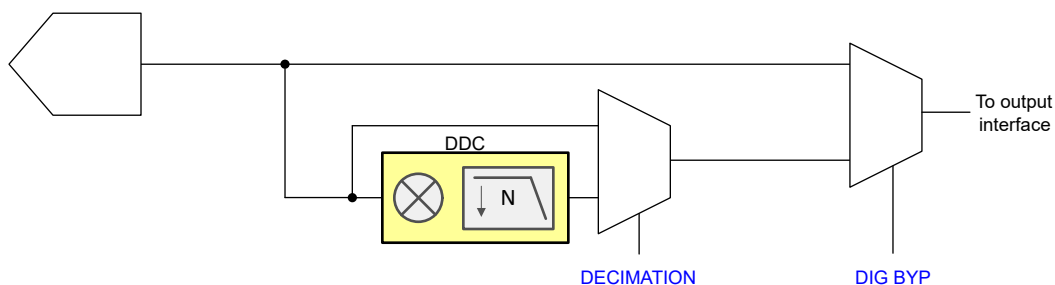 To output
interface
DDC
N
DECIMATION
DIG BYP